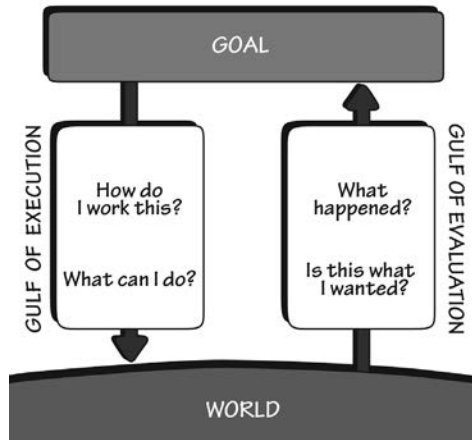 GOAL
GULF OF EXECUTION
How do
I work this?
What can I do?
What
happened?
Is this what
I wanted?
GULF OF EVALUATION
WORLD